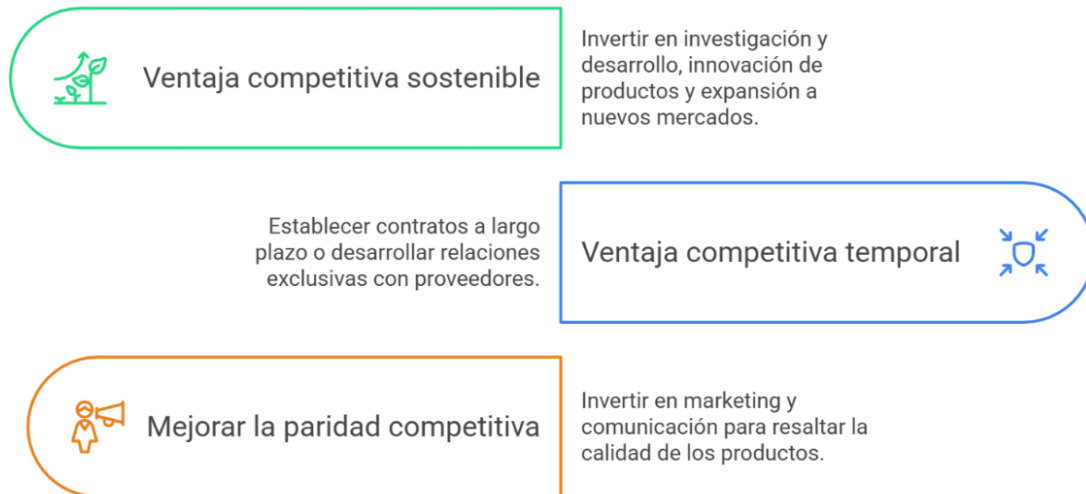 Ventaja competitiva sostenible
Invertir en investigación y
desarrollo, innovación de
productos y expansión a
nuevos mercados.
Establecer contratos a largo
plazo o desarrollar relaciones
exclusivas con proveedores.
Ventaja competitiva temporal
Mejorar la paridad competitiva
Invertir en marketing y
comunicación para resaltar la
calidad de los productos.